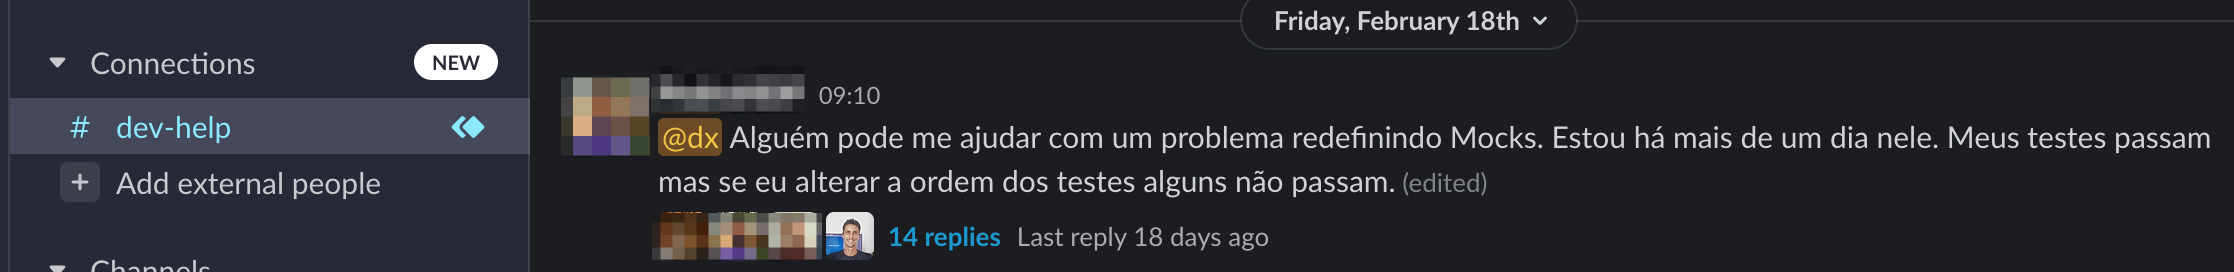 Connections NEW
# dev-help
+ Add external people
Channels
Friday, February 18th
09:10
@dx Alguém pode me ajudar com um problema redefinindo Mocks. Estou há mais de um dia nele. Meus testes passam
mas se eu alterar a ordem dos testes alguns não passam. (edited)
14 replies Last reply 18 days ago